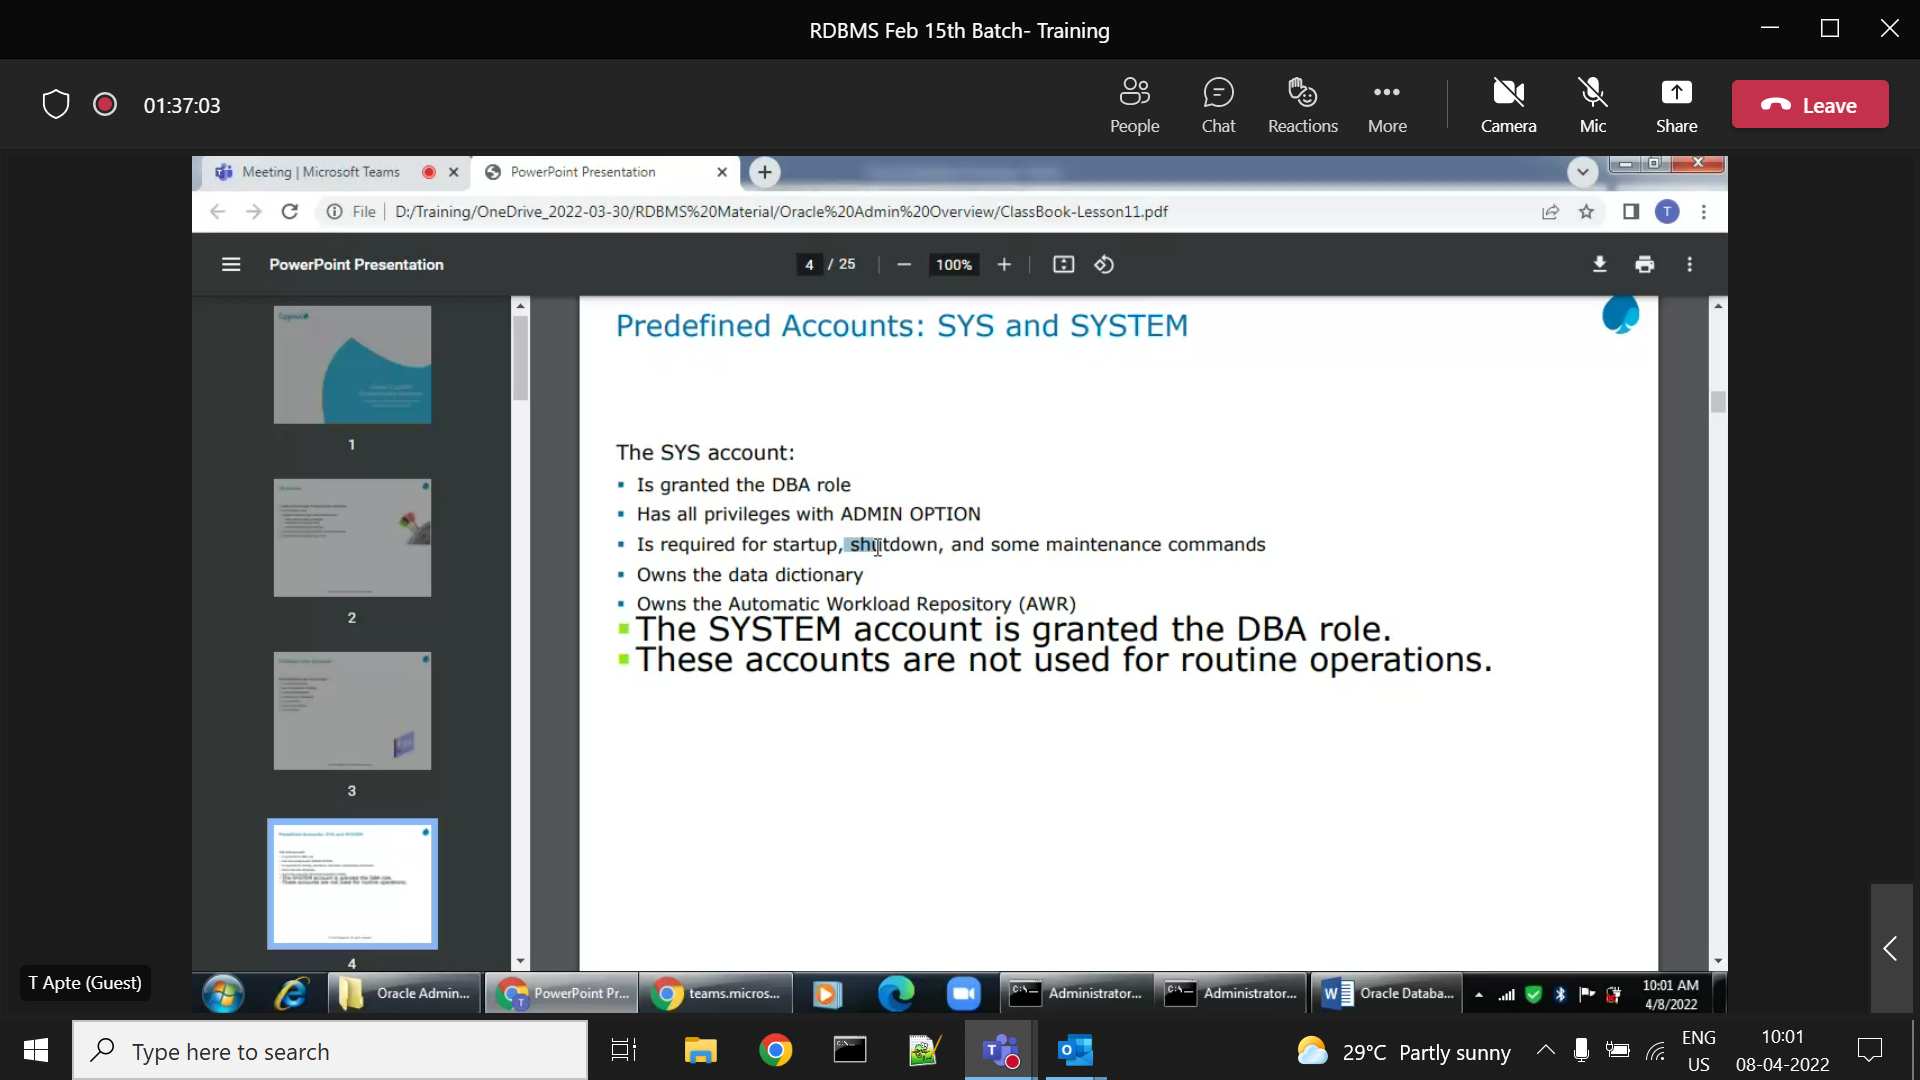 RDBMS Feb 15th Batch- Training
01:37:03
People
Chat
Reactions
More
Camera
Mic
Share
Leave
Meeting | Microsoft Teams
PowerPoint Presentation
File
D:/Training/OneDrive_2022-03-30/RDBMS%20Material/Oracle%20Admin%20Overview/ClassBook-Lesson11.pdf
T
PowerPoint Presentation
4 / 25
100%
1
2
3
Predefined Accounts: SYS and SYSTEM
4
Predefined Accounts: SYS and SYSTEM
The SYS account:
▪ Is granted the DBA role
▪ Has all privileges with ADMIN OPTION
▪ Is required for startup, shutdown, and some maintenance commands
▪ Owns the data dictionary
▪ Owns the Automatic Workload Repository (AWR)
▪ The SYSTEM account is granted the DBA role.
▪ These accounts are not used for routine operations.
T Apte (Guest)
Oracle Admin...
PowerPoint Pr...
teams.micros...
Administrator...
Administrator...
Oracle Databa...
10:01 AM
4/8/2022
Type here to search
29°C Partly sunny
ENG
US
10:01
08-04-2022